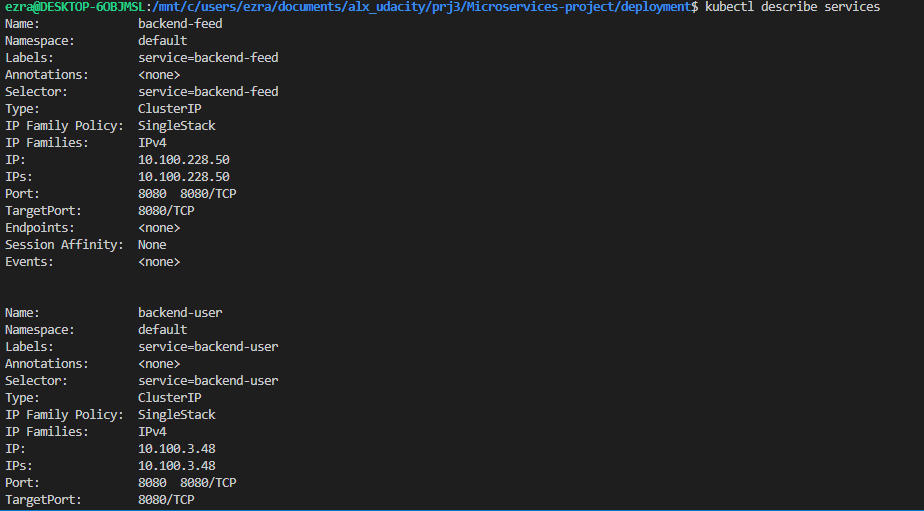 ezra@DESKTOP-6OBJMSL:/mnt/c/users/ezra/documents/alx_udacity/prj3/Microservices-project/deployment$ kubectl describe services
Name:              backend-feed
Namespace:         default
Labels:            service=backend-feed
Annotations:       <none>
Selector:          service=backend-feed
Type:              ClusterIP
IP Family Policy:  SingleStack
IP Families:       IPv4
IP:                10.100.228.50
IPs:               10.100.228.50
Port:              8080  8080/TCP
TargetPort:        8080/TCP
Endpoints:         <none>
Session Affinity:  None
Events:            <none>
Name:              backend-user
Namespace:         default
Labels:            service=backend-user
Annotations:       <none>
Selector:          service=backend-user
Type:              ClusterIP
IP Family Policy:  SingleStack
IP Families:       IPv4
IP:                10.100.3.48
IPs:               10.100.3.48
Port:              8080  8080/TCP
TargetPort:        8080/TCP